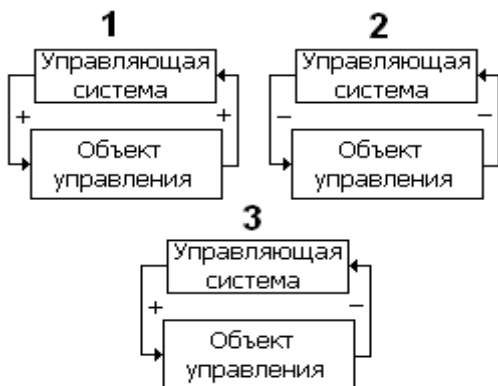 1
Управляющая
система
+ +
Объект
управления
2
Управляющая
система
– –
Объект
управления
3
Управляющая
система
+ –
Объект
управления